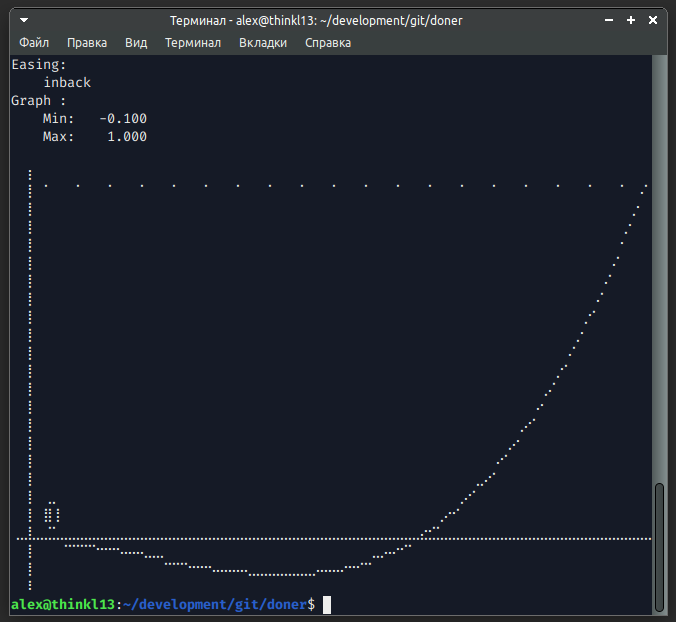 Терминал - alex@thinkl13: ~/development/git/doner
Файл Правка Вид Терминал Вкладки Справка
Easing:
inback
Graph :
Min: -0.100
Max: 1.000
alex@thinkl13:~/development/git/doner$